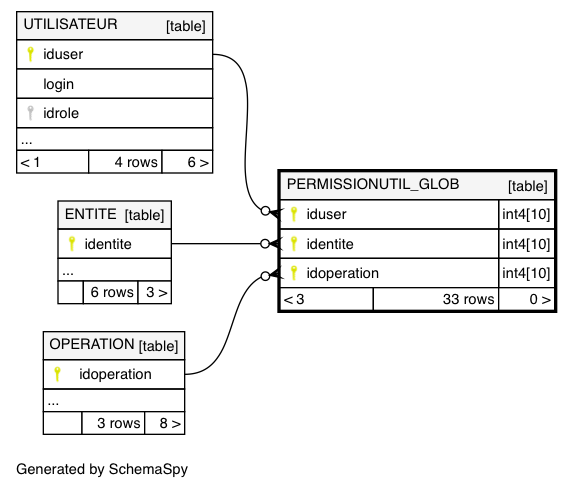 UTILISATEUR [table]
iduser
login
idrole
...
< 1 4 rows 6 >
PERMISSIONUTIL_GLOB [table]
iduser int4[10]
identite int4[10]
idoperation int4[10]
< 3 33 rows 0 >
ENTITE [table]
identite
...
6 rows 3 >
OPERATION [table]
idoperation
...
3 rows 8 >
Generated by SchemaSpy